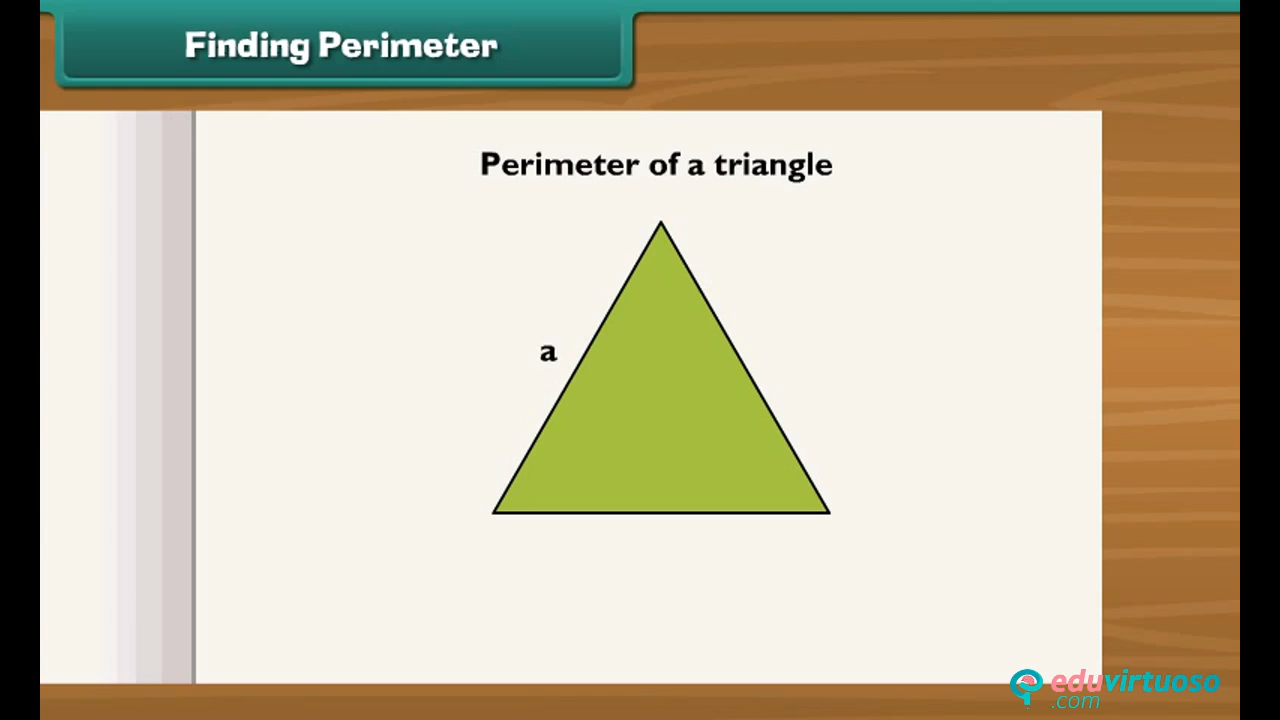 Finding Perimeter
Perimeter of a triangle
a
eduvirtuoso
.com